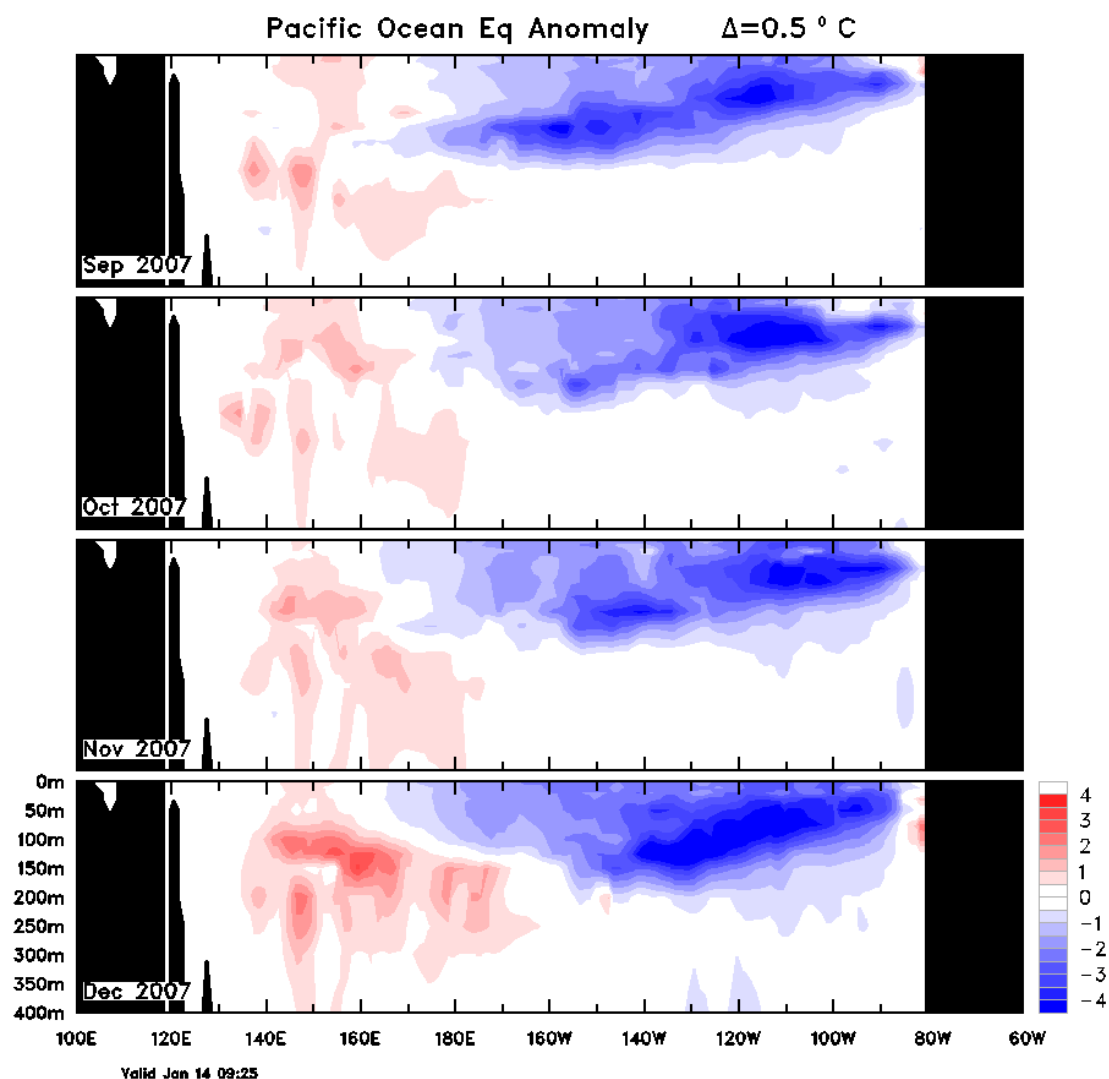 Pacific Ocean Eq Anomaly Δ=0.5 ° C
Sep 2007
Oct 2007
Nov 2007
Dec 2007
0m
50m
100m
150m
200m
250m
300m
350m
400m
4
3
2
1
0
-1
-2
-3
-4
100E 120E 140E 160E 180 160W 140W 120W 100W 80W 60W
Valid Jan 14 09:25